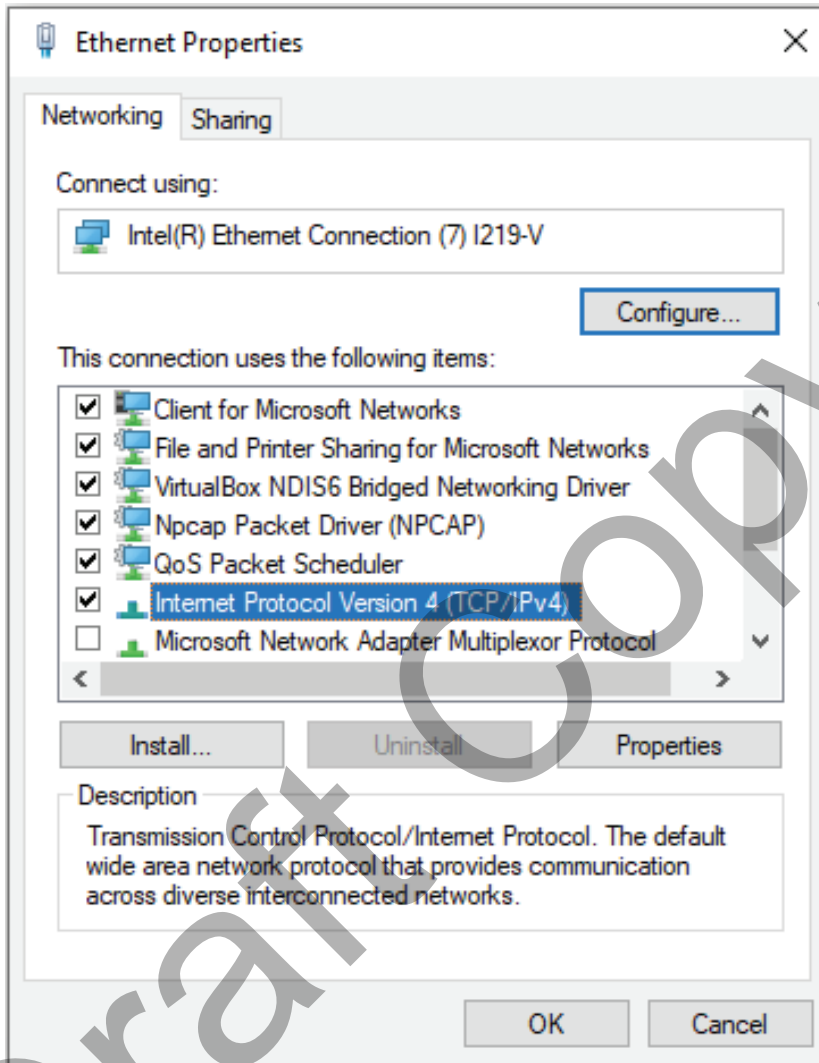 Ethernet Properties
Networking Sharing
Connect using:
Intel(R) Ethernet Connection (7) I219-V
Configure...
This connection uses the following items:
Client for Microsoft Networks
File and Printer Sharing for Microsoft Networks
VirtualBox NDIS6 Bridged Networking Driver
Npcap Packet Driver (NPCAP)
QoS Packet Scheduler
Internet Protocol Version 4 (TCP/IPv4)
Microsoft Network Adapter Multiplexor Protocol
Install... Uninstall Properties
Description
Transmission Control Protocol/Internet Protocol. The default
wide area network protocol that provides communication
across diverse interconnected networks.
OK Cancel
Draft Copy